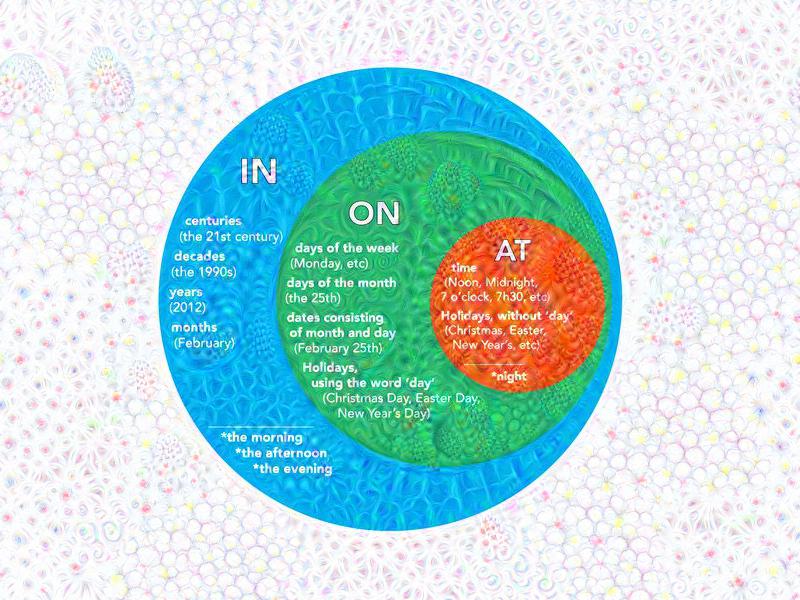 IN
centuries
(the 21st century)
decades
(the 1990s)
years
(2012)
months
(February)
*the morning
*the afternoon
*the evening
ON
days of the week
(Monday, etc)
days of the month
(the 25th)
dates consisting
of month and day
(February 25th)
Holidays,
using the word ‘day’
(Christmas Day, Easter Day,
New Year’s Day)
AT
time
(Noon, Midnight,
7 o’clock, 7h30, etc)
Holidays, without ‘day’
(Christmas, Easter,
New Year’s, etc)
*night